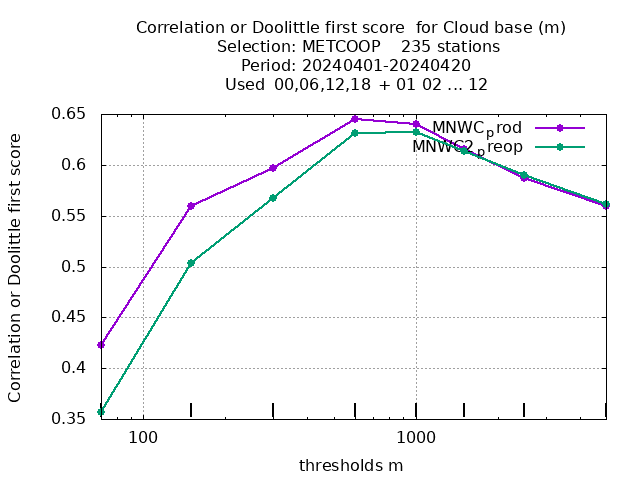 Correlation or Doolittle first score  for Cloud base (m)
Selection: METCOOP    235 stations
Period: 20240401-20240420
Used  00,06,12,18  + 01 02 ... 12
0.65
0.6
0.55
0.5
0.45
0.4
0.35
Correlation or Doolittle first score
MNWCprod
MNWC2preop
100
1000
thresholds m